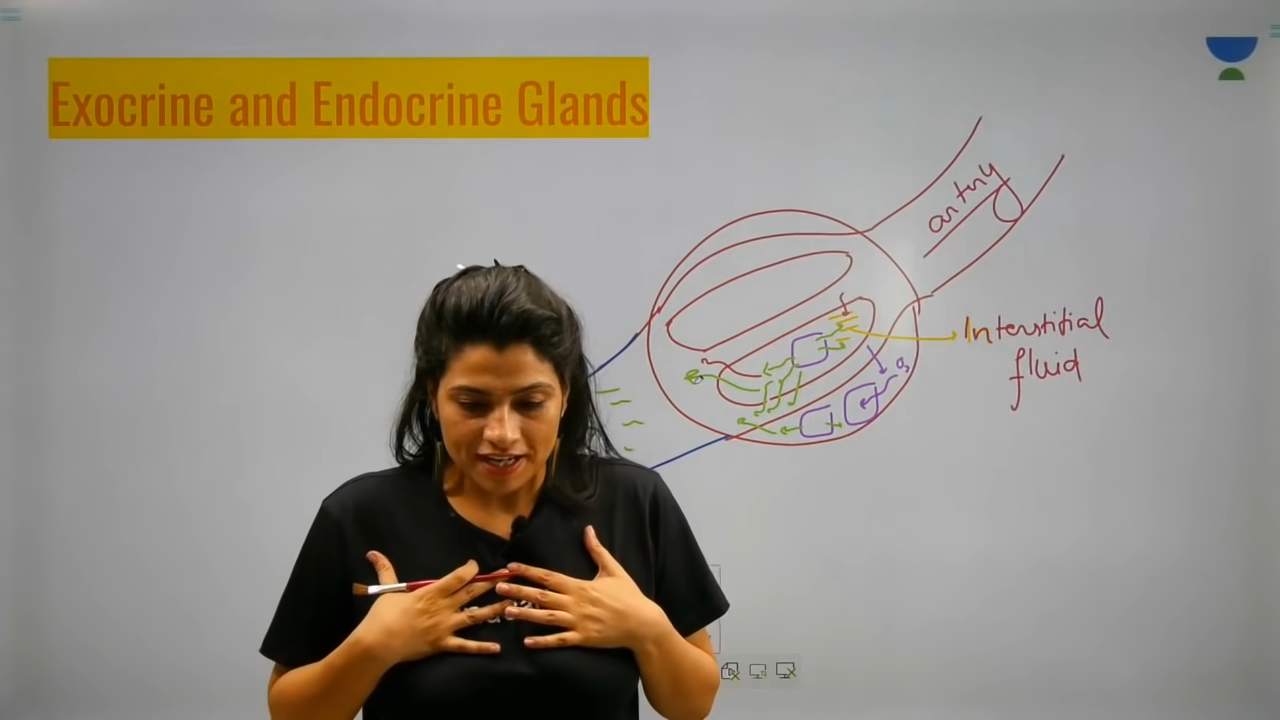 Exocrine and Endocrine Glands
artery
Interstitial
fluid